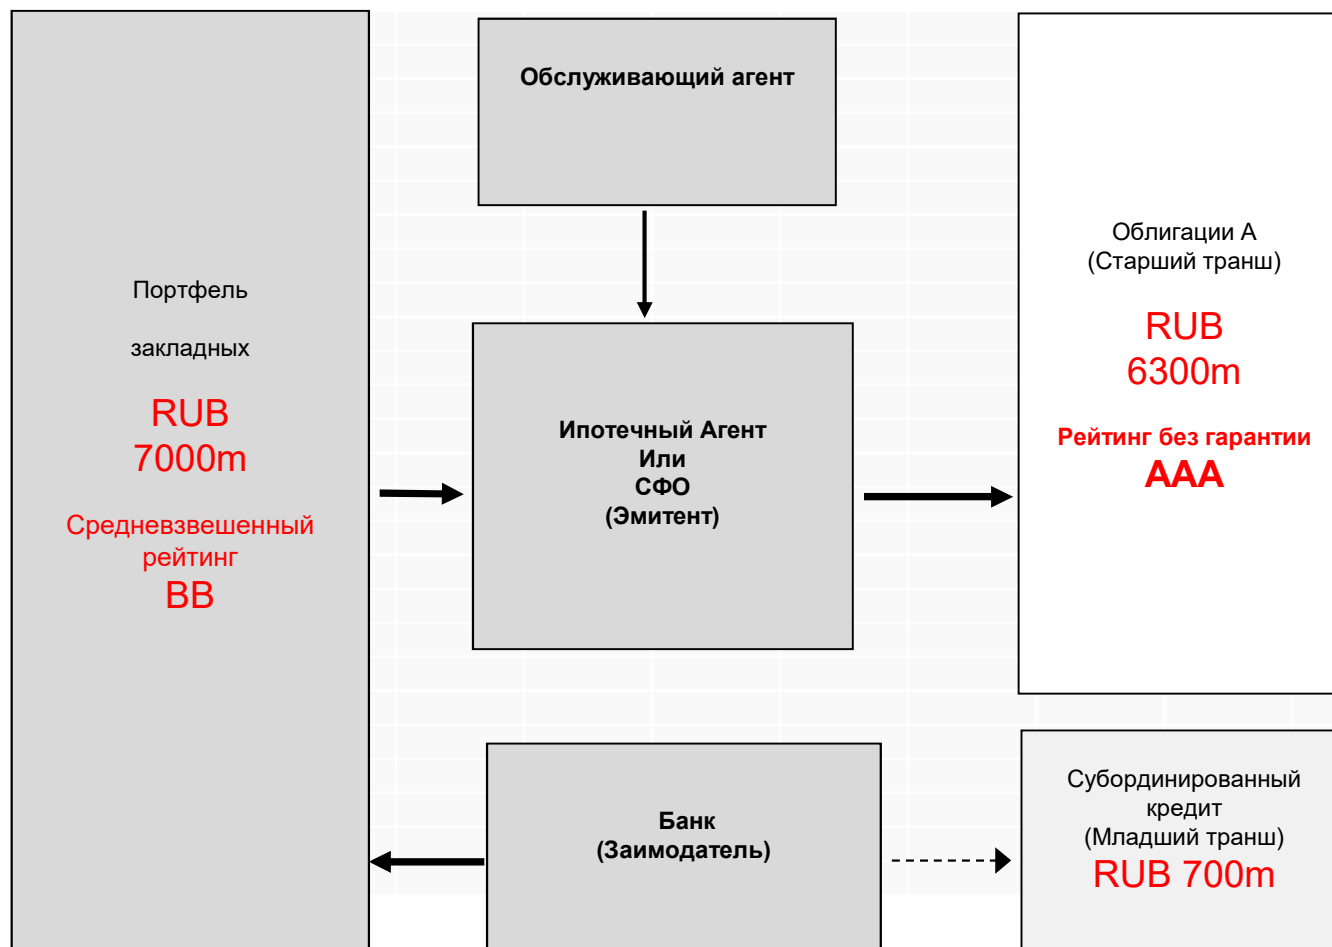 Портфель
закладных
RUB
7000m
Средневзвешенный
рейтинг
BB
Обслуживающий агент
Ипотечный Агент
Или
СФО
(Эмитент)
Банк
(Заимодатель)
Облигации А
(Старший транш)
RUB
6300m
Рейтинг без гарантии
AAA
Субординированный
кредит
(Младший транш)
RUB 700m